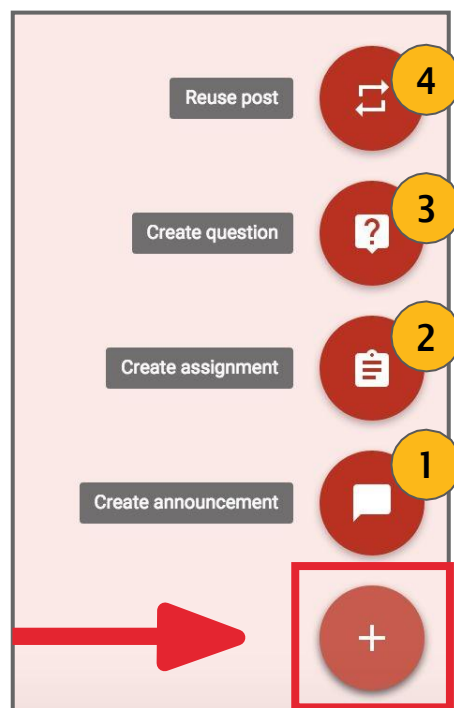 4
Reuse post
3
Create question
2
Create assignment
1
Create announcement